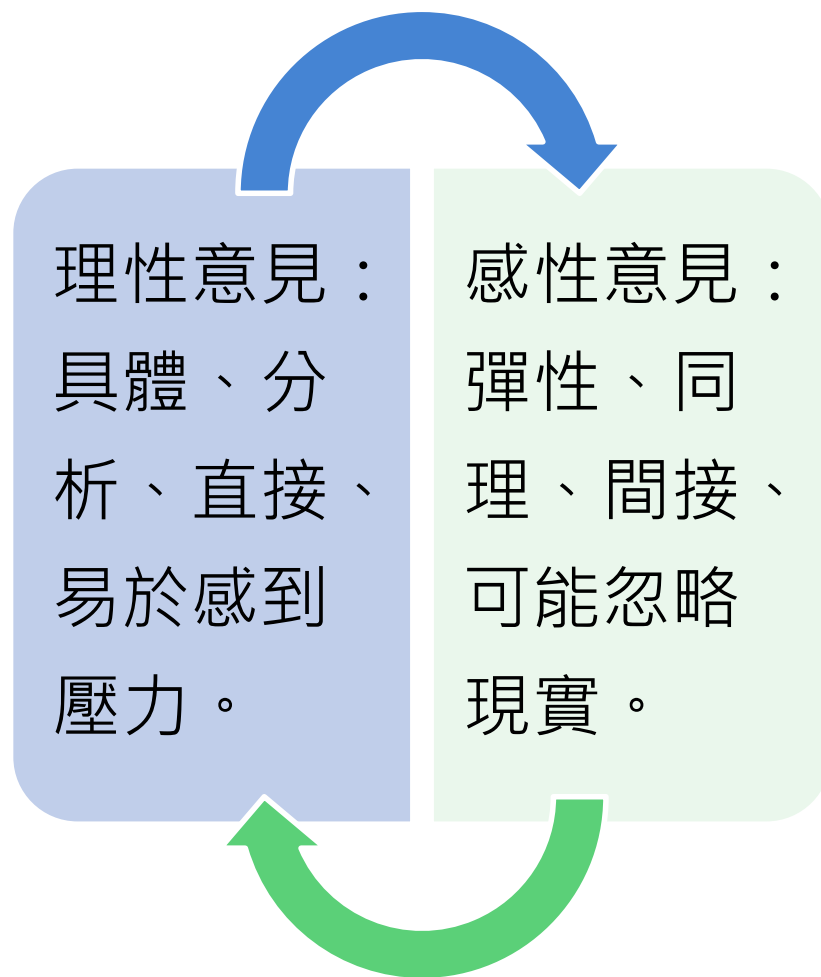 理性意見：
具體、分
析、直接、
易於感到
壓力。
感性意見：
彈性、同
理、間接、
可能忽略
現實。